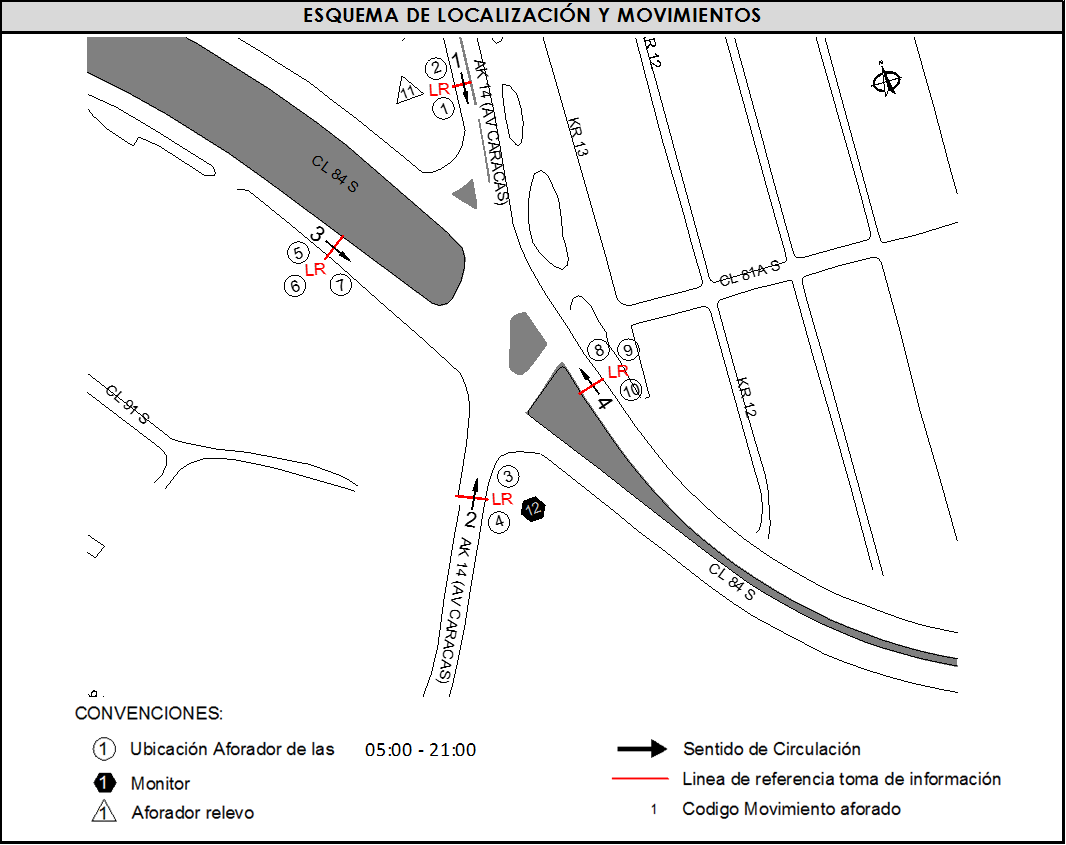 ESQUEMA DE LOCALIZACIÓN Y MOVIMIENTOS
1
2
11
LR
1
AK 14 (AV CARACAS)
KR 12
N
KR 13
CL 84 S
3
5
LR
6
7
CL 81A S
8
9
LR
10
4
KR 12
CL 91 S
3
LR
12
2
4
AK 14 (AV CARACAS)
CL 84 S
CONVENCIONES:
1 Ubicación Aforador de las 05:00 - 21:00
1 Monitor
1 Aforador relevo
Sentido de Circulación
Linea de referencia toma de información
1 Codigo Movimiento aforado